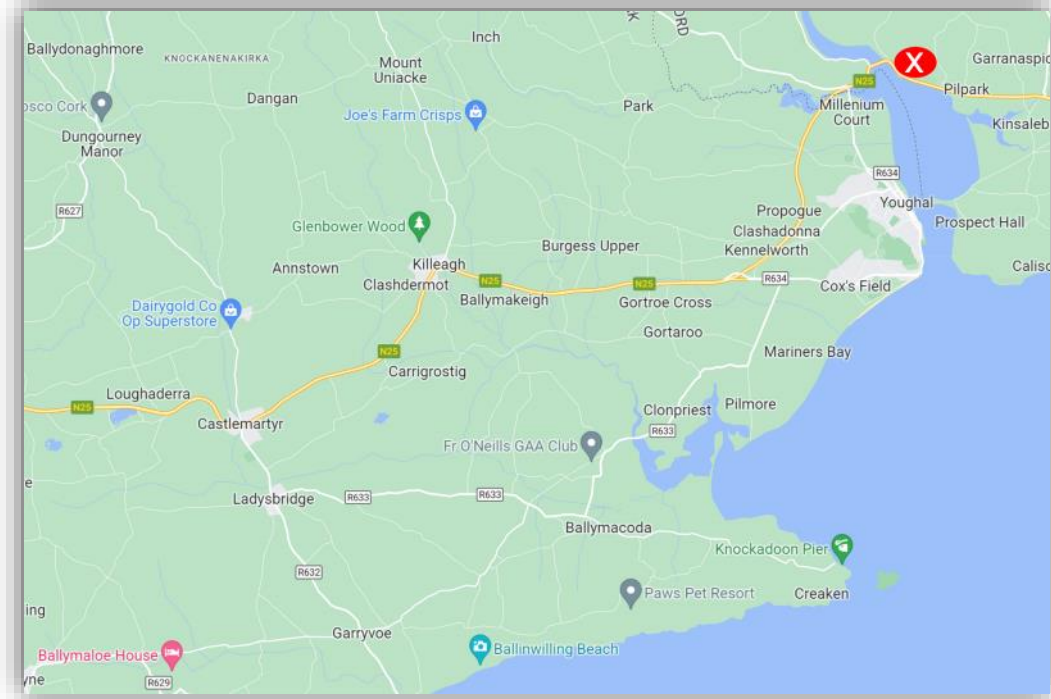 Ballydonaghmore
KNOCKANENAKIRKA
Inch
X
Garranaspic
Mount
Uniacke
N25
Pilpark
Dangan
osco Cork
Joe's Farm Crisps
Park
Millenium
Court
Kinsaleb
Dungourney
Manor
R634
R627
Youghal
Propogue
Glenbower Wood
Prospect Hall
Clashadonna
Burgess Upper
Kennelworth
Killeagh
Annstown
Calisc
Clashdermot
N25
N25
R634
Cox's Field
Ballymakeigh
Gortroe Cross
Dairygold Co
Op Superstore
Gortaroo
N25
Mariners Bay
Carrigrostig
Loughaderra
N25
Clonpriest
Pilmore
Castlemartyr
R633
Fr O'Neills GAA Club
e
Ladysbridge
R633
R633
Ballymacoda
Knockadoon Pier
R632
Paws Pet Resort
Creaken
ing
Garryvoe
Ballymaloe House
Ballinwilling Beach
yne
R629
ORD